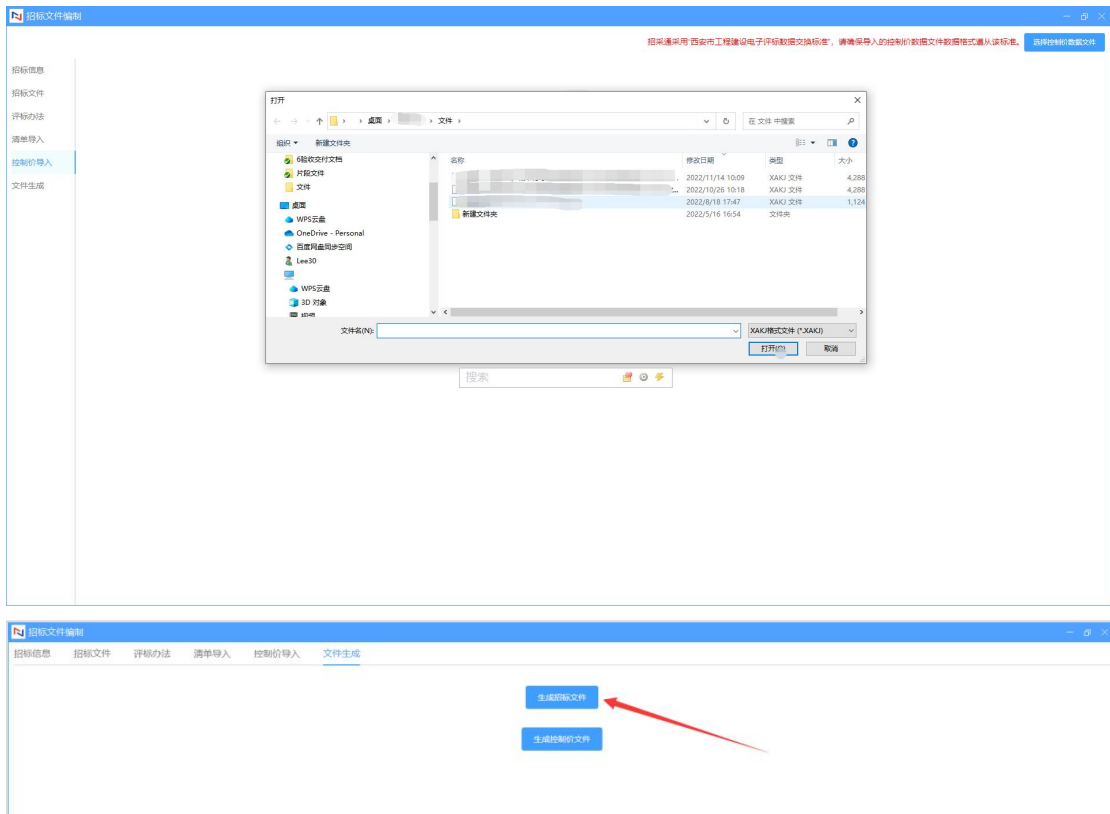 招标文件编制
招采通采用“西安市工程建设电子评标数据交换标准”，请确保导入的控制价数据文件数据格式遵从该标准。 选择控制价数据文件
招标信息
招标文件
评标办法
清单导入
控制价导入
文件生成
打开
桌面 › 文件 ›
在 文件 中搜索
组织 新建文件夹
6验收交付文档
片段文件
文件
桌面
WPS云盘
OneDrive - Personal
百度网盘同步空间
Lee30
WPS云盘
3D 对象
名称 修改日期 类型 大小
2022/11/14 10:09 XAKJ 文件 4,288
2022/10/26 10:18 XAKJ 文件 4,288
2022/8/18 17:47 XAKJ 文件 1,124
新建文件夹 2022/5/16 16:54 文件夹
文件名(N): XAKJ格式文件 (*.XAKJ)
打开(O) 取消
搜索
招标文件编制
招标信息 招标文件 评标办法 清单导入 控制价导入 文件生成
生成招标文件
生成控制价文件